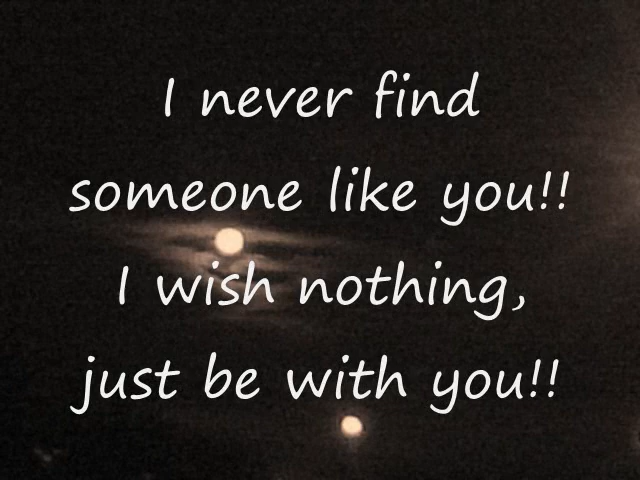 I never find
someone like you!!
I wish nothing,
just be with you!!